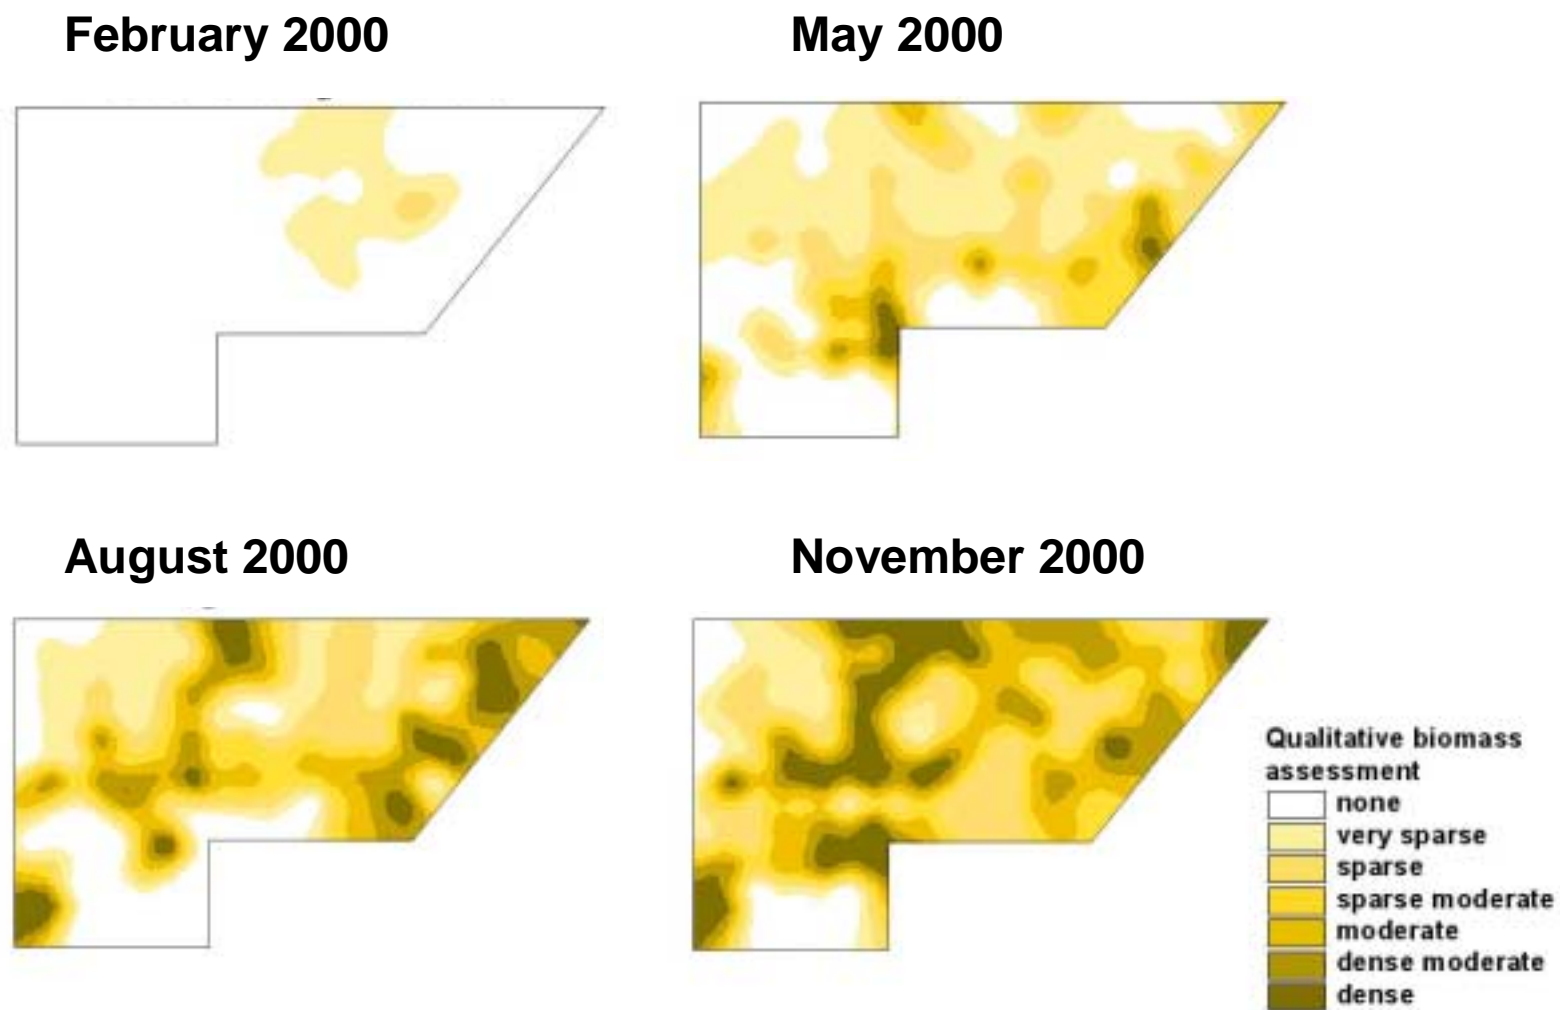 February 2000
May 2000
August 2000
November 2000
Qualitative biomass
assessment
none
very sparse
sparse
sparse moderate
moderate
dense moderate
dense